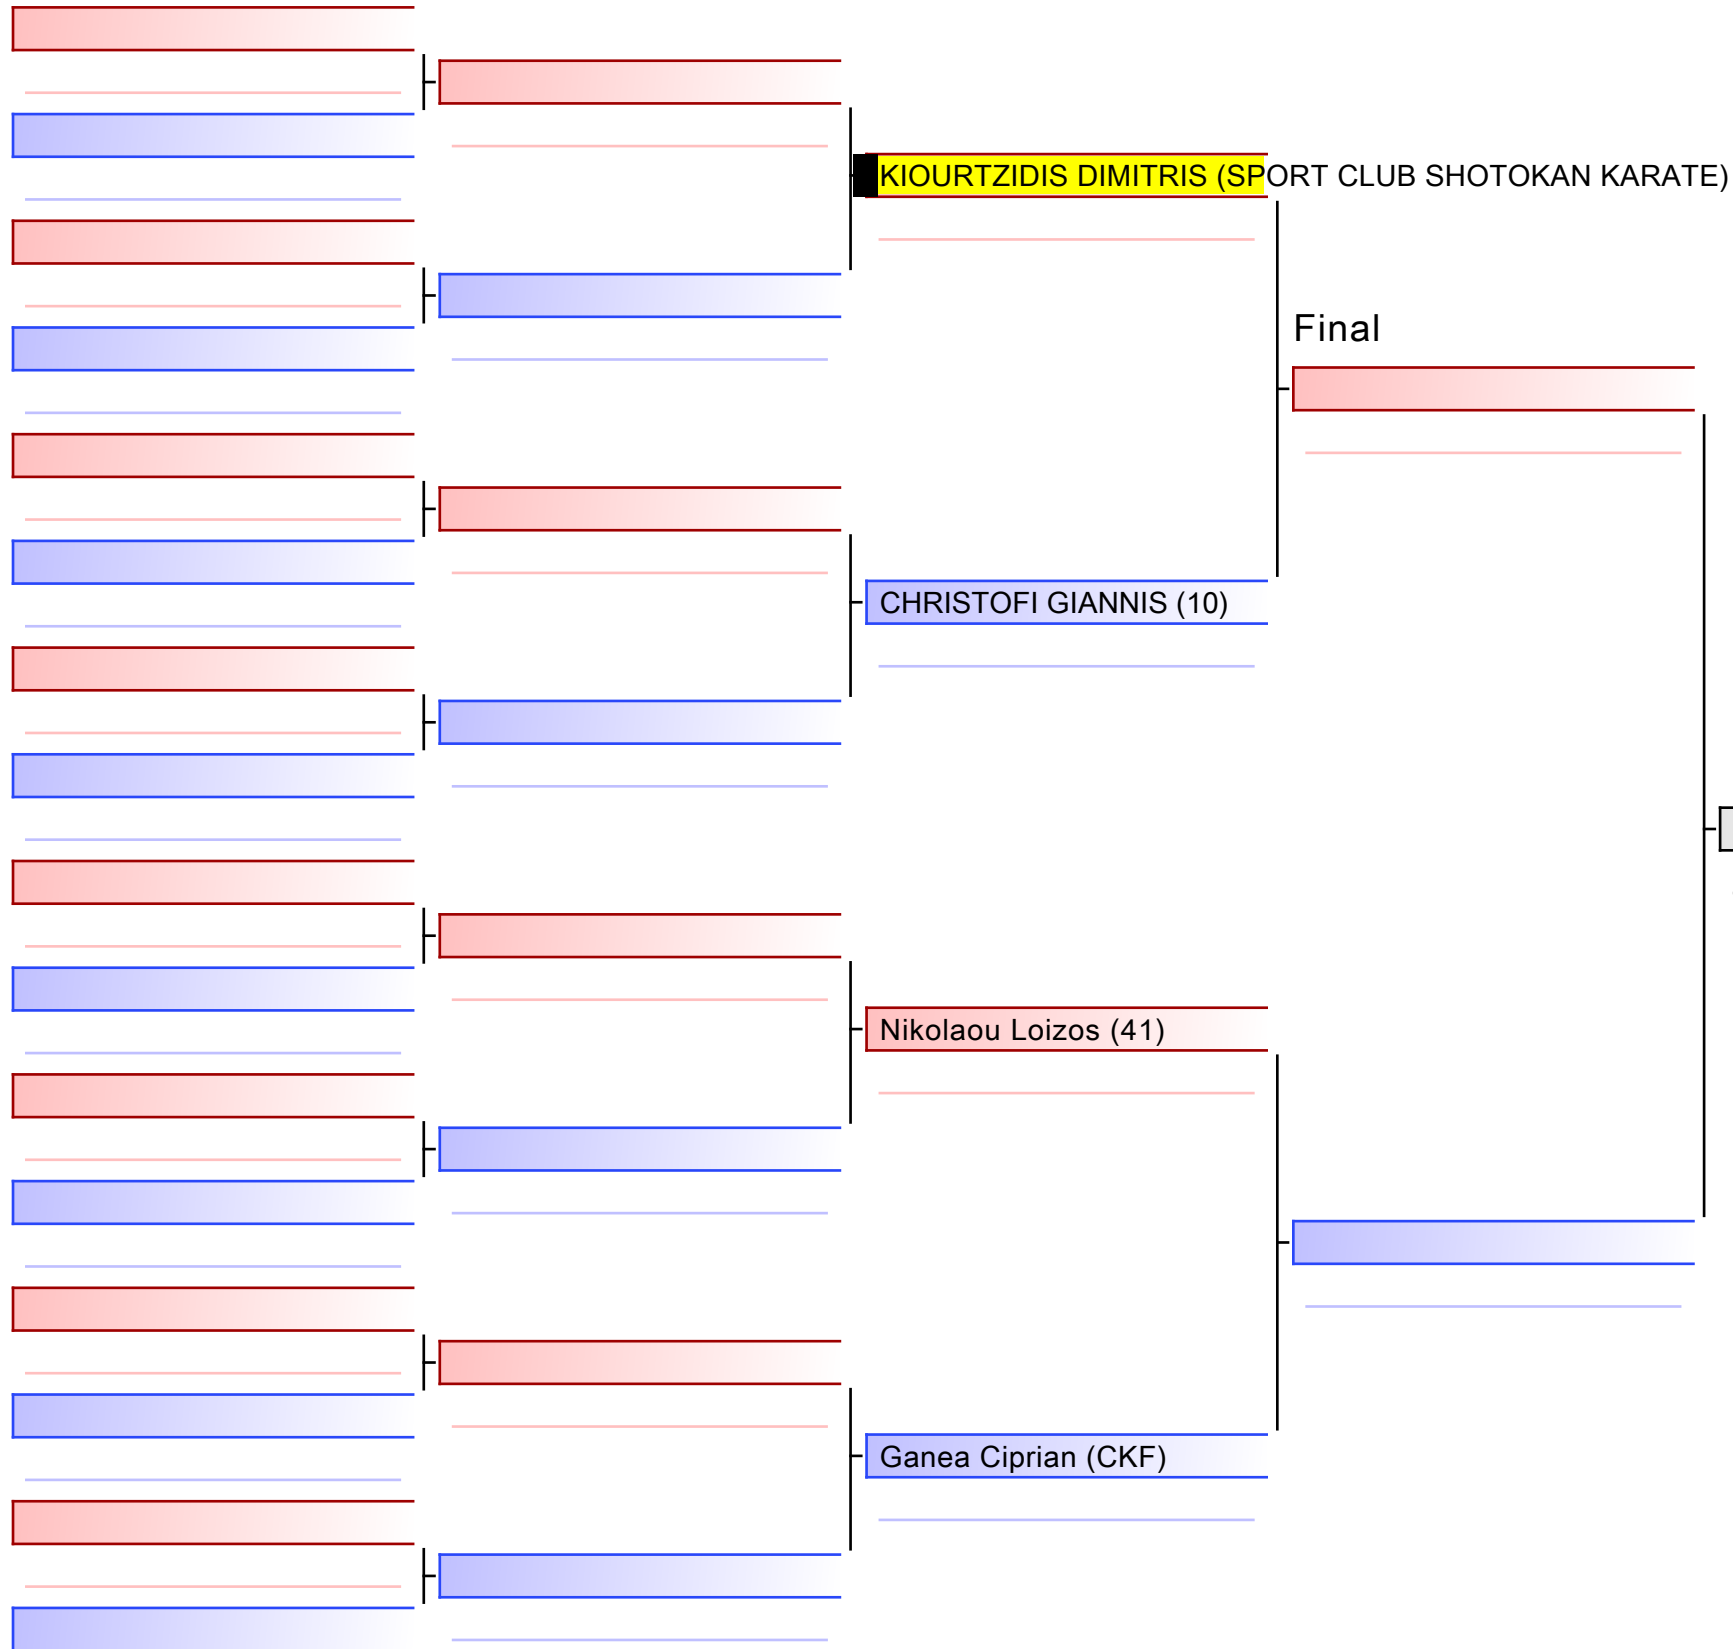 KIOURTZIDIS DIMITRIS (SPORT CLUB SHOTOKAN KARATE)
Final
CHRISTOFI GIANNIS (10)
Nikolaou Loizos (41)
Ganea Ciprian (CKF)